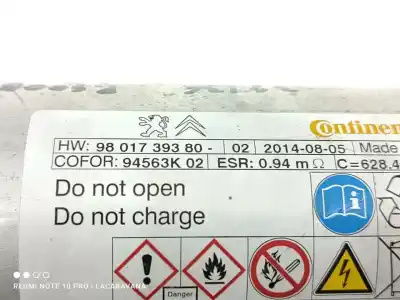 Continen
HW: 98 017 393 80- 02 2014-08-05 Made
COFOR: 94563K 02 ESR: 0.94 mΩ C=628,4
Do not open
Do not charge
Danger
REDMI NOTE 10 PRO | LACARAVANA